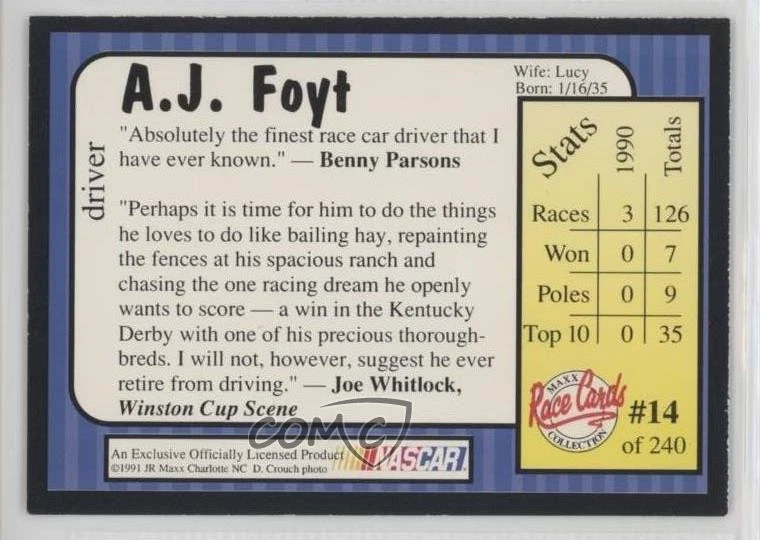 A.J. Foyt
Wife: Lucy
Born: 1/16/35
driver
"Absolutely the finest race car driver that I
have ever known." — Benny Parsons
"Perhaps it is time for him to do the things
he loves to do like bailing hay, repainting
the fences at his spacious ranch and
chasing the one racing dream he openly
wants to score — a win in the Kentucky
Derby with one of his precious thorough-
breds. I will not, however, suggest he ever
retire from driving." — Joe Whitlock,
Winston Cup Scene
Stats 1990 Totals
Races 3 126
Won 0 7
Poles 0 9
Top 10 0 35
MAXX
Race Cards
COLLECTION
#14
of 240
An Exclusive Officially Licensed Product
©1991 JR Maxx Charlotte NC D. Crouch photo
NASCAR
COMC